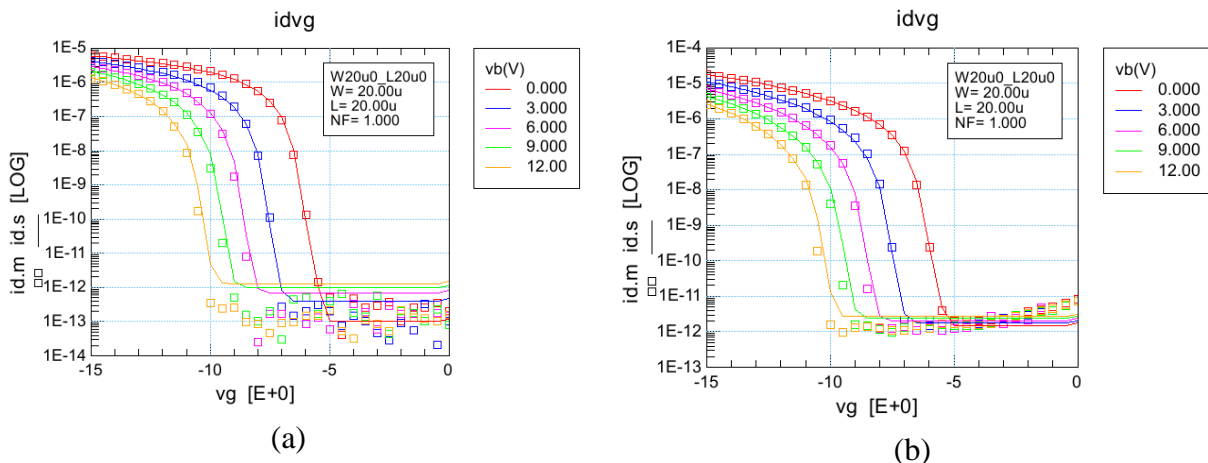 idvg
1E-5
1E-6
1E-7
1E-8
1E-9
1E-10
1E-11
1E-12
1E-13
1E-14
id.m id.s [LOG]
W20u0_L20u0
W= 20.00u
L= 20.00u
NF= 1.000
-15
-10
-5
0
vg [E+0]
vb(V)
0.000
3.000
6.000
9.000
12.00
(a)
idvg
1E-4
1E-5
1E-6
1E-7
1E-8
1E-9
1E-10
1E-11
1E-12
1E-13
id.m id.s [LOG]
W20u0_L20u0
W= 20.00u
L= 20.00u
NF= 1.000
-15
-10
-5
0
vg [E+0]
vb(V)
0.000
3.000
6.000
9.000
12.00
(b)